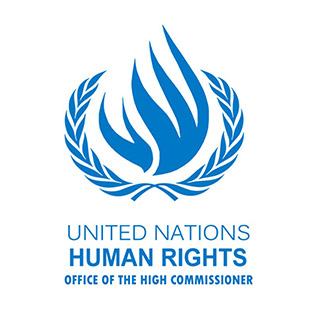 UNITED NATIONS
HUMAN RIGHTS
OFFICE OF THE HIGH COMMISSIONER